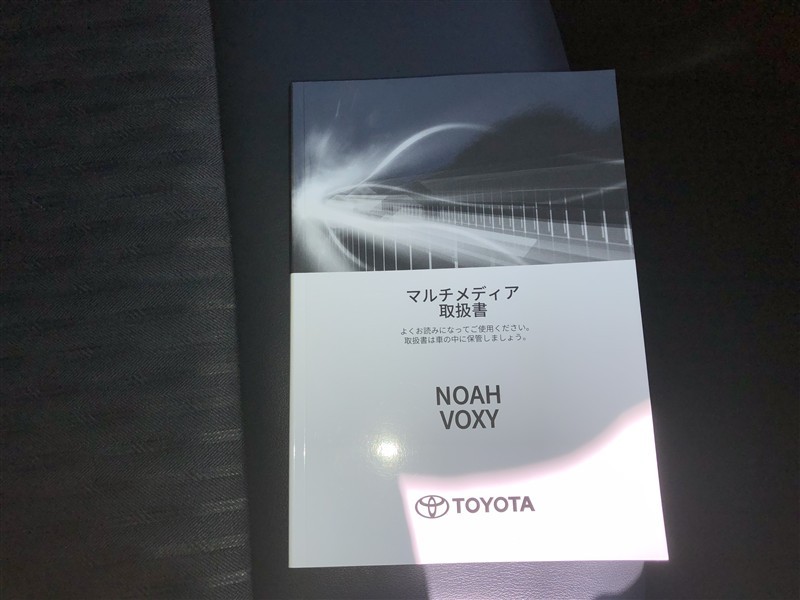 マルチメディア
取扱書
よくお読みになってご使用ください。
取扱書は車の中に保管しましょう。
NOAH
VOXY
TOYOTA